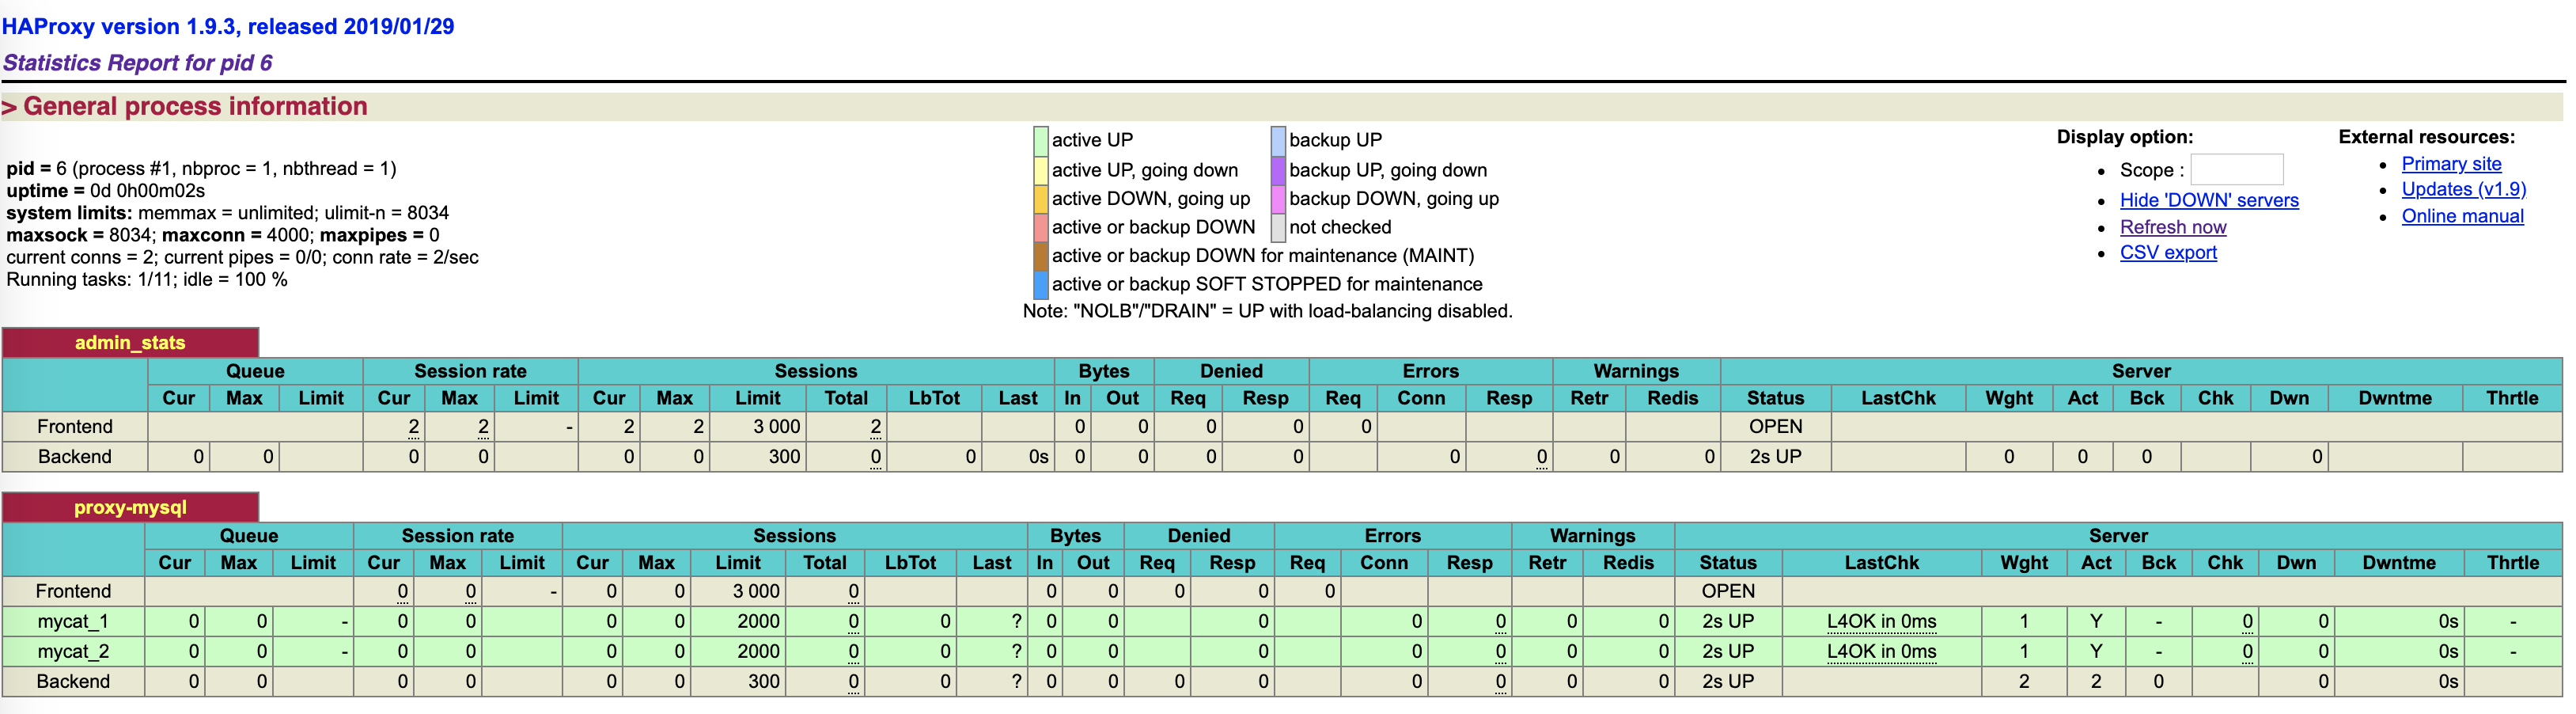 HAProxy version 1.9.3, released 2019/01/29
Statistics Report for pid 6
> General process information
pid = 6 (process #1, nbproc = 1, nbthread = 1)
uptime = 0d 0h00m02s
system limits: memmax = unlimited; ulimit-n = 8034
maxsock = 8034; maxconn = 4000; maxpipes = 0
current conns = 2; current pipes = 0/0; conn rate = 2/sec
Running tasks: 1/11; idle = 100 %
active UP backup UP
active UP, going down backup UP, going down
active DOWN, going up backup DOWN, going up
active or backup DOWN not checked
active or backup DOWN for maintenance (MAINT)
active or backup SOFT STOPPED for maintenance
Note: "NOLB"/"DRAIN" = UP with load-balancing disabled.
Display option:
• Scope :
• Hide 'DOWN' servers
• Refresh now
• CSV export
External resources:
• Primary site
• Updates (v1.9)
• Online manual
admin_stats
Queue Session rate Sessions Bytes Denied Errors Warnings Server
Cur Max Limit Cur Max Limit Cur Max Limit Total LbTot Last In Out Req Resp Req Conn Resp Retr Redis Status LastChk Wght Act Bck Chk Dwn Dwntme Thrtle
Frontend 2 2 - 2 2 3 000 2 0 0 0 0 0 OPEN
Backend 0 0 0 0 0 0 300 0 0 0s 0 0 0 0 0 0 0 0 2s UP 0 0 0 0
proxy-mysql
Queue Session rate Sessions Bytes Denied Errors Warnings Server
Cur Max Limit Cur Max Limit Cur Max Limit Total LbTot Last In Out Req Resp Req Conn Resp Retr Redis Status LastChk Wght Act Bck Chk Dwn Dwntme Thrtle
Frontend 0 0 - 0 0 3 000 0 0 0 0 0 0 OPEN
mycat_1 0 0 - 0 0 0 0 2000 0 0 ? 0 0 0 0 0 0 0 2s UP L4OK in 0ms 1 Y - 0 0 0s -
mycat_2 0 0 - 0 0 0 0 2000 0 0 ? 0 0 0 0 0 0 0 2s UP L4OK in 0ms 1 Y - 0 0 0s -
Backend 0 0 0 0 0 0 300 0 0 ? 0 0 0 0 0 0 0 0 2s UP 2 2 0 0 0s